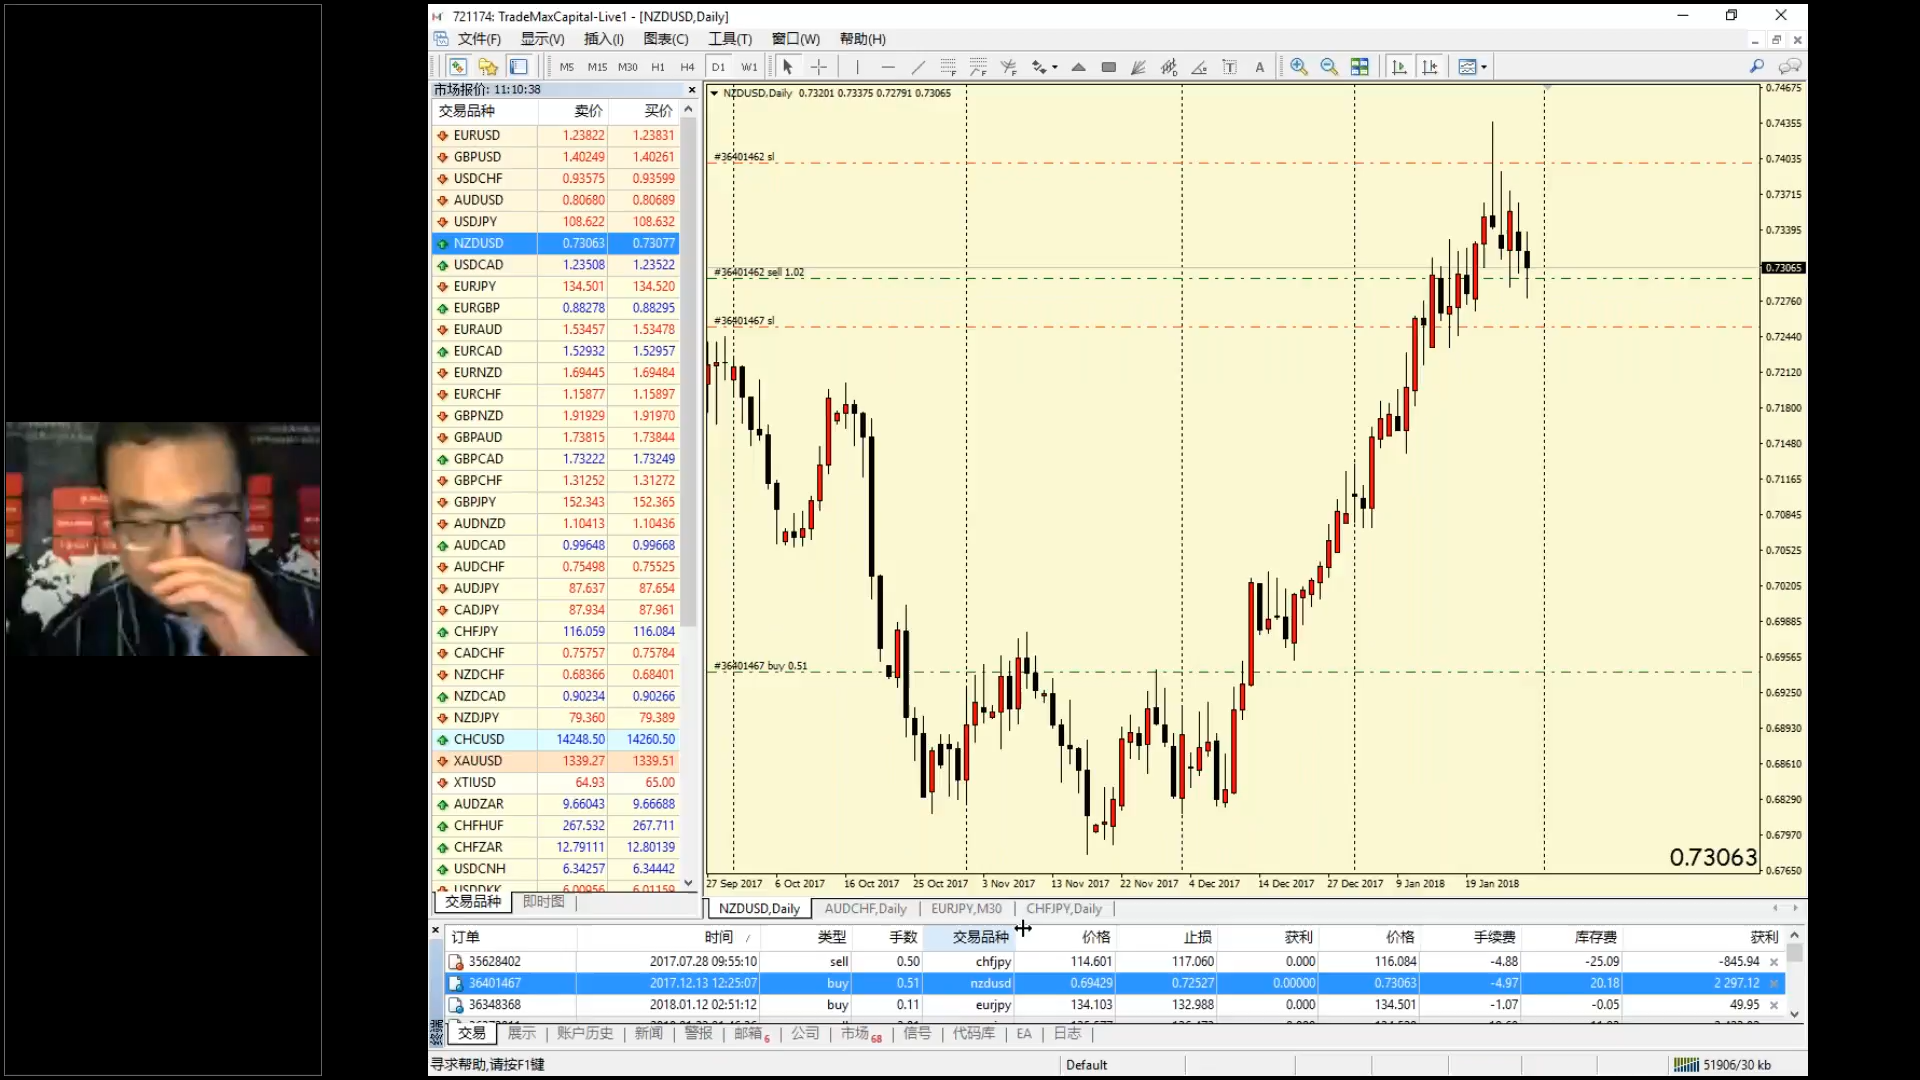 721174: TradeMaxCapital-Live1 - [NZDUSD,Daily]
文件(F) 显示(V) 插入(I) 图表(C) 工具(T) 窗口(W) 帮助(H)
M5 M15 M30 H1 H4 D1 W1
市场报价: 11:10:38
交易品种 卖价 买价
EURUSD 1.23822 1.23831
GBPUSD 1.40249 1.40261
USDCHF 0.93575 0.93599
AUDUSD 0.80680 0.80689
USDJPY 108.622 108.632
NZDUSD 0.73063 0.73077
USDCAD 1.23508 1.23522
EURJPY 134.501 134.520
EURGBP 0.88278 0.88295
EURAUD 1.53457 1.53478
EURCAD 1.52932 1.52957
EURNZD 1.69445 1.69484
EURCHF 1.15877 1.15897
GBPNZD 1.91929 1.91970
GBPAUD 1.73815 1.73844
GBPCAD 1.73222 1.73249
GBPCHF 1.31252 1.31272
GBPJPY 152.343 152.365
AUDNZD 1.10413 1.10436
AUDCAD 0.99648 0.99668
AUDCHF 0.75498 0.75525
AUDJPY 87.637 87.654
CADJPY 87.934 87.961
CHFJPY 116.059 116.084
CADCHF 0.75757 0.75784
NZDCHF 0.68366 0.68401
NZDCAD 0.90234 0.90266
NZDJPY 79.360 79.389
CHCUSD 14248.50 14260.50
XAUUSD 1339.27 1339.51
XTIUSD 64.93 65.00
AUDZAR 9.66043 9.66688
CHFHUF 267.532 267.711
CHFZAR 12.79111 12.80139
USDCNH 6.34257 6.34442
USDDKK 6.00956 6.01159
交易品种 即时图
NZDUSD,Daily 0.73201 0.73375 0.72791 0.73065
#36401462 sl
#36401462 sell 1.02
#36401467 sl
#36401467 buy 0.51
0.74675
0.74355
0.74035
0.73715
0.73395
0.73065
0.72760
0.72440
0.72120
0.71800
0.71480
0.71165
0.70845
0.70525
0.70205
0.69885
0.69565
0.69250
0.68930
0.68610
0.68290
0.67970
0.67650
0.73063
27 Sep 2017 6 Oct 2017 16 Oct 2017 25 Oct 2017 3 Nov 2017 13 Nov 2017 22 Nov 2017 4 Dec 2017 14 Dec 2017 27 Dec 2017 9 Jan 2018 19 Jan 2018
NZDUSD,Daily AUDCHF,Daily EURJPY,M30 CHFJPY,Daily
订单 时间 类型 手数 交易品种 价格 止损 获利 价格 手续费 库存费 获利
35628402 2017.07.28 09:55:10 sell 0.50 chfjpy 114.601 117.060 0.000 116.084 -4.88 -25.09 -845.94
36401467 2017.12.13 12:25:07 buy 0.51 nzdusd 0.69429 0.72527 0.00000 0.73063 -4.97 20.18 2 297.12
36348368 2018.01.12 02:51:12 buy 0.11 eurjpy 134.103 132.988 0.000 134.501 -1.07 -0.05 49.95
交易 展示 账户历史 新闻 警报 邮箱6 公司 市场68 信号 代码库 EA 日志
寻求帮助,请按F1键 Default 51906/30 kb